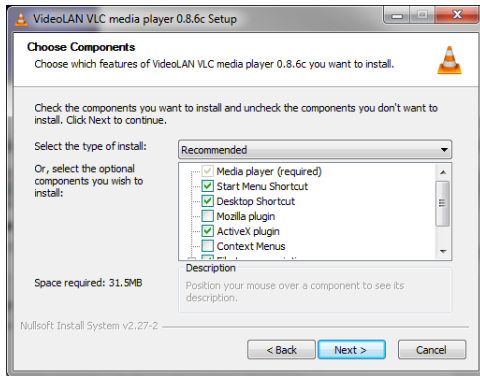 VideoLAN VLC media player 0.8.6c Setup
Choose Components
Choose which features of VideoLAN VLC media player 0.8.6c you want to install.
Check the components you want to install and uncheck the components you don't want to
install. Click Next to continue.
Select the type of install:
Recommended
Or, select the optional
components you wish to
install:
Media player (required)
Start Menu Shortcut
Desktop Shortcut
Mozilla plugin
ActiveX plugin
Context Menus
Space required: 31.5MB
Description
Position your mouse over a component to see its
description.
Nullsoft Install System v2.27-2
< Back
Next >
Cancel